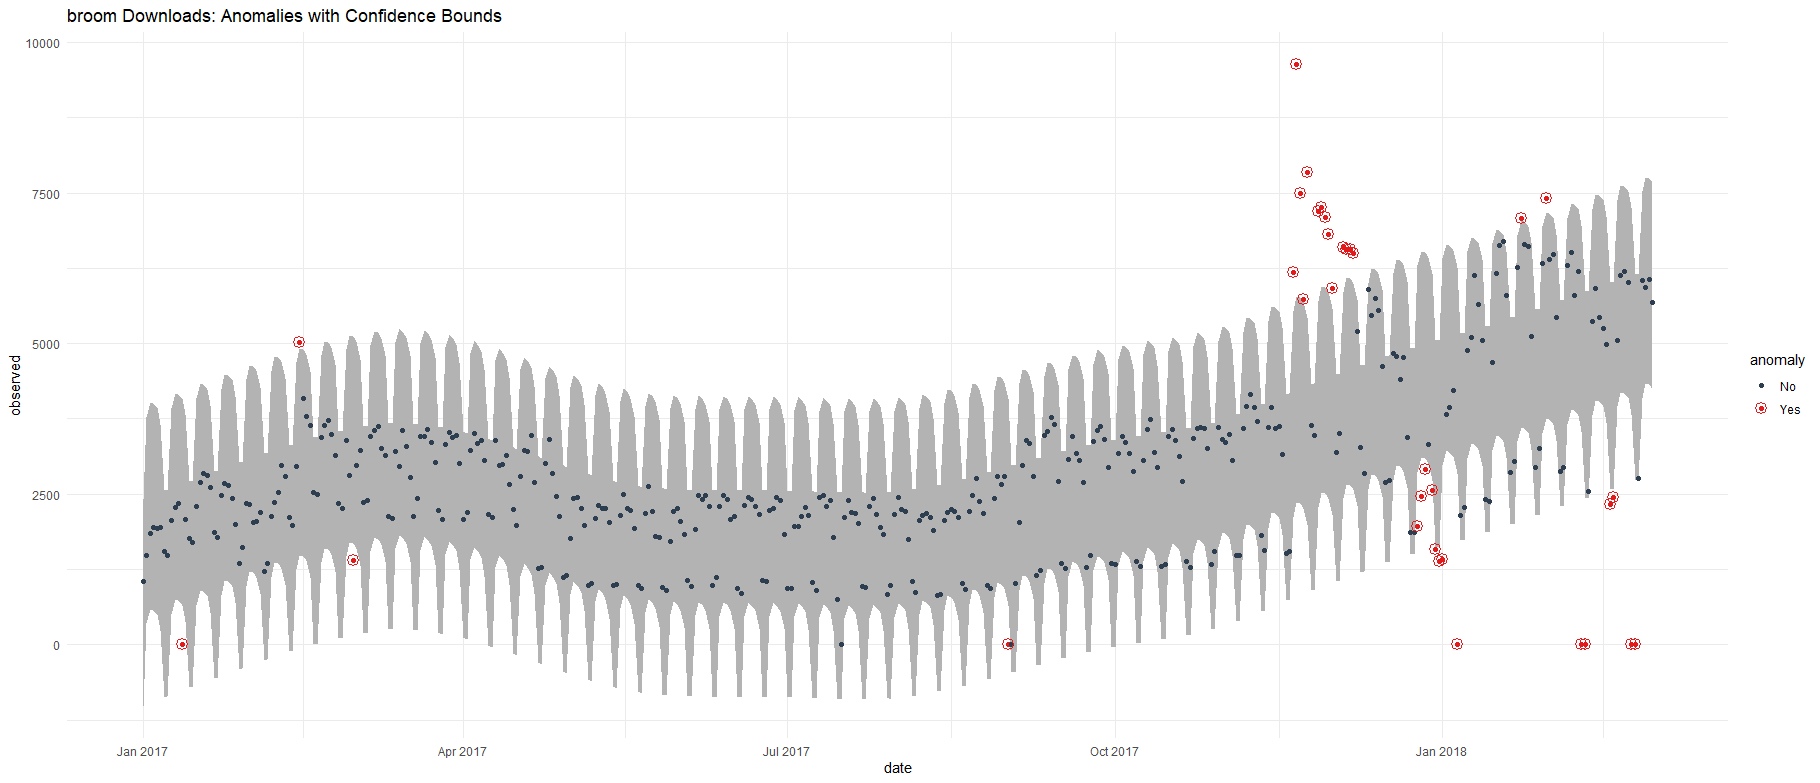 broom Downloads: Anomalies with Confidence Bounds
10000
7500
5000
2500
0
observed
Jan 2017
Apr 2017
Jul 2017
Oct 2017
Jan 2018
date
anomaly
No
Yes